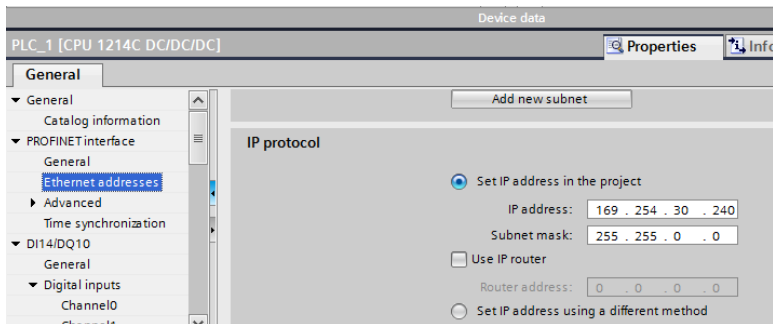 Device data
PLC_1 [CPU 1214C DC/DC/DC]
Properties
General
General
Catalog information
PROFINET interface
General
Ethernet addresses
Advanced
Time synchronization
DI14/DQ10
General
Digital inputs
Channel0
Add new subnet
IP protocol
Set IP address in the project
IP address: 169 . 254 . 30 . 240
Subnet mask: 255 . 255 . 0 . 0
Use IP router
Router address: 0 . 0 . 0 . 0
Set IP address using a different method